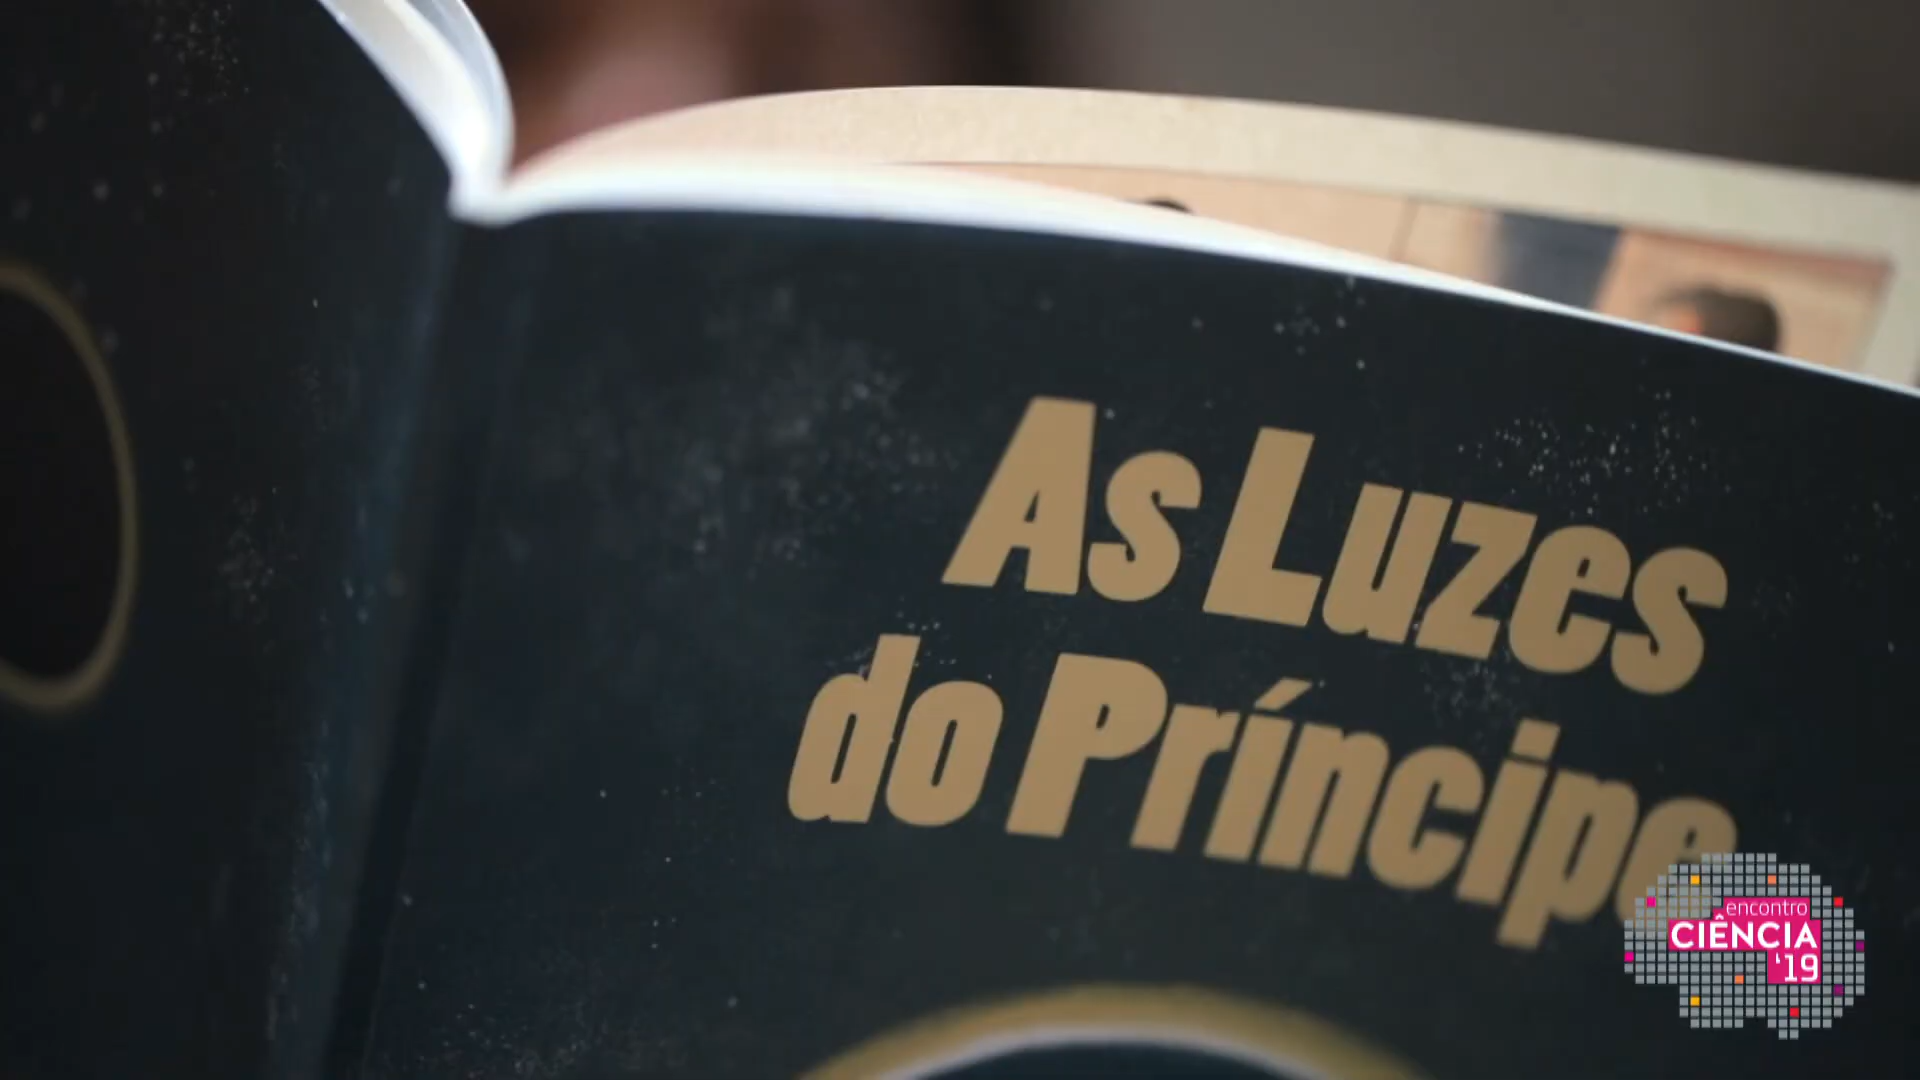 As Luzes
do Príncipe
encontro
CIÊNCIA
'19